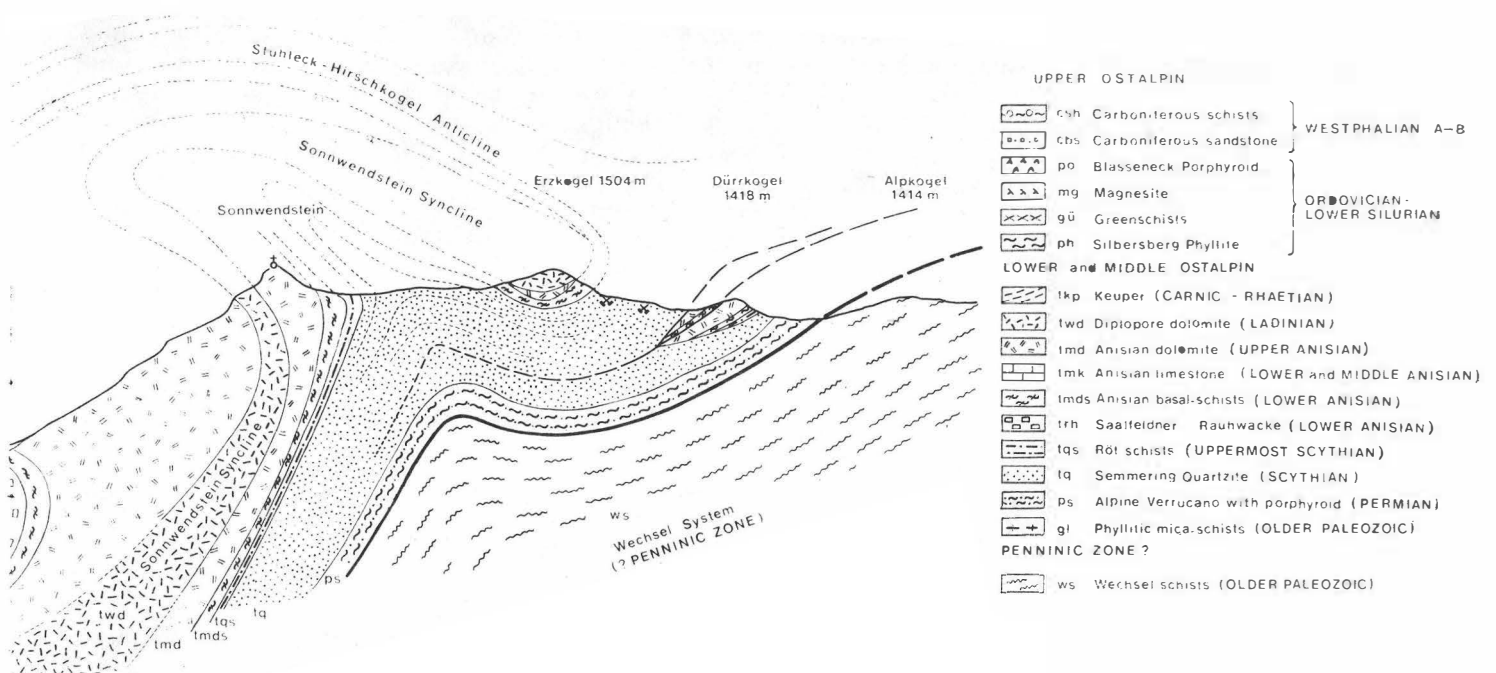 Stuhleck-Hirschkogel Anticline
Sonnwendstein Syncline
Sonnwendstein
Erzkogel 1504 m
Dürrkogel
1418 m
Alpkogel
1414 m
Sonnwendstein Syncline
ws
Wechsel System
(? PENNINIC ZONE)
ps
tq
tqs
tmds
tmd
twd
UPPER OSTALPIN
csh Carboniferous schists
cbs Carboniferous sandstone
WESTPHALIAN A-B
po Blasseneck Porphyroid
mg Magnesite
gü Greenschists
ph Silbersberg Phyllite
ORDOVICIAN-
LOWER SILURIAN
LOWER and MIDDLE OSTALPIN
tkp Keuper (CARNIC - RHAETIAN)
twd Diplopore dolomite (LADINIAN)
tmd Anisian dolomite (UPPER ANISIAN)
tmk Anisian limestone (LOWER and MIDDLE ANISIAN)
tmds Anisian basal-schists (LOWER ANISIAN)
trh Saalfeldner Rauhwacke (LOWER ANISIAN)
tqs Röt schists (UPPERMOST SCYTHIAN)
tq Semmering Quartzite (SCYTHIAN)
ps Alpine Verrucano with porphyroid (PERMIAN)
gl Phyllitic mica-schists (OLDER PALEOZOIC)
PENNINIC ZONE ?
ws Wechsel schists (OLDER PALEOZOIC)